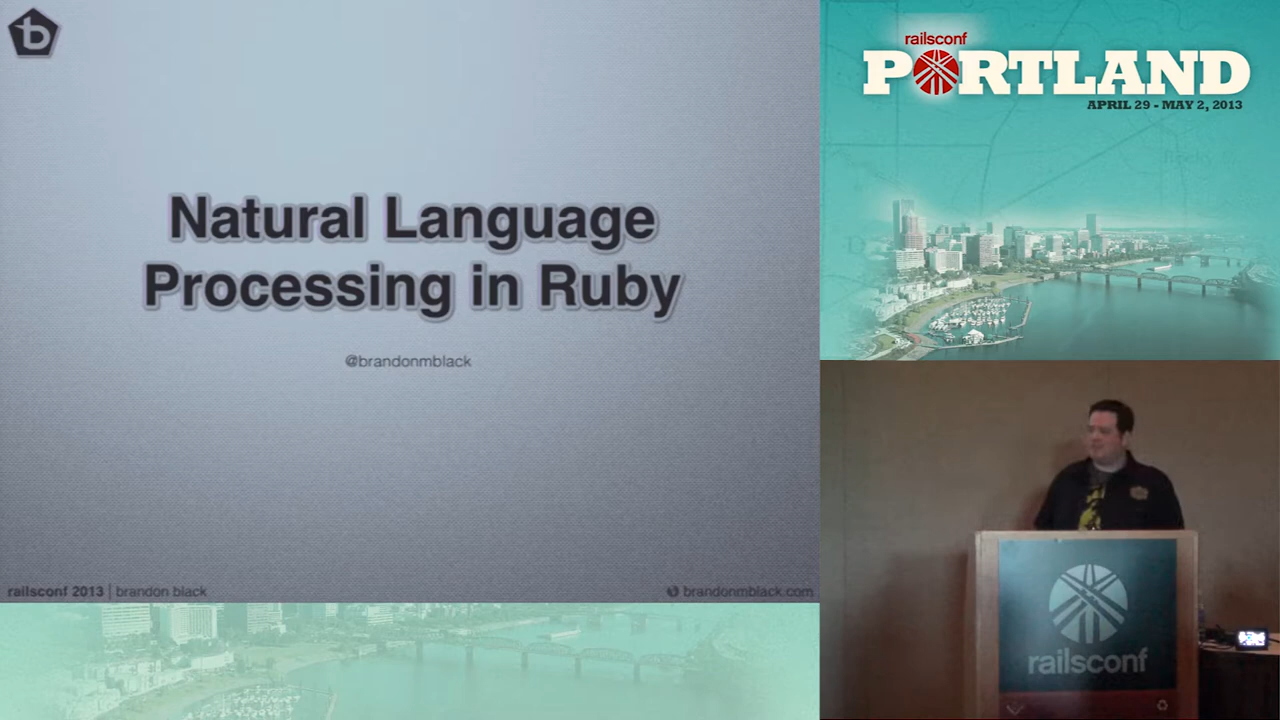 b
Natural Language
Processing in Ruby
@brandonmblack
railsconf 2013 | brandon black
brandonmblack.com
railsconf
PORTLAND
APRIL 29 - MAY 2, 2013
railsconf